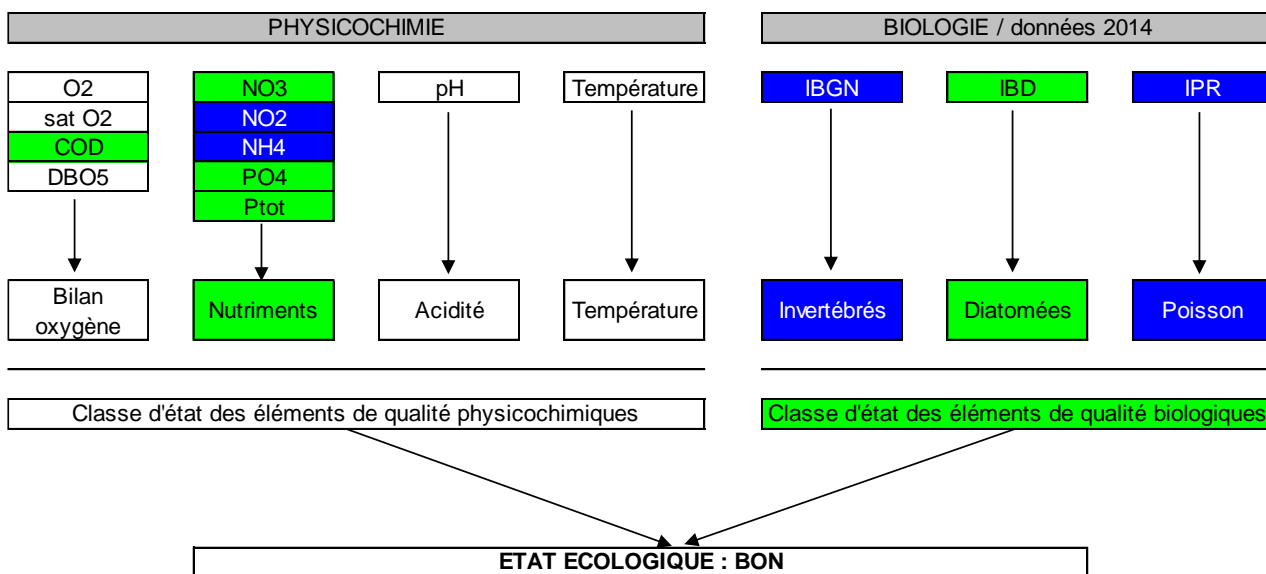 PHYSICOCHIMIE
BIOLOGIE / données 2014
O2
sat O2
COD
DBO5
NO3
NO2
NH4
PO4
Ptot
pH
Température
IBGN
IBD
IPR
Bilan
oxygène
Nutriments
Acidité
Température
Invertébrés
Diatomées
Poisson
Classe d'état des éléments de qualité physicochimiques
Classe d'état des éléments de qualité biologiques
ETAT ECOLOGIQUE : BON